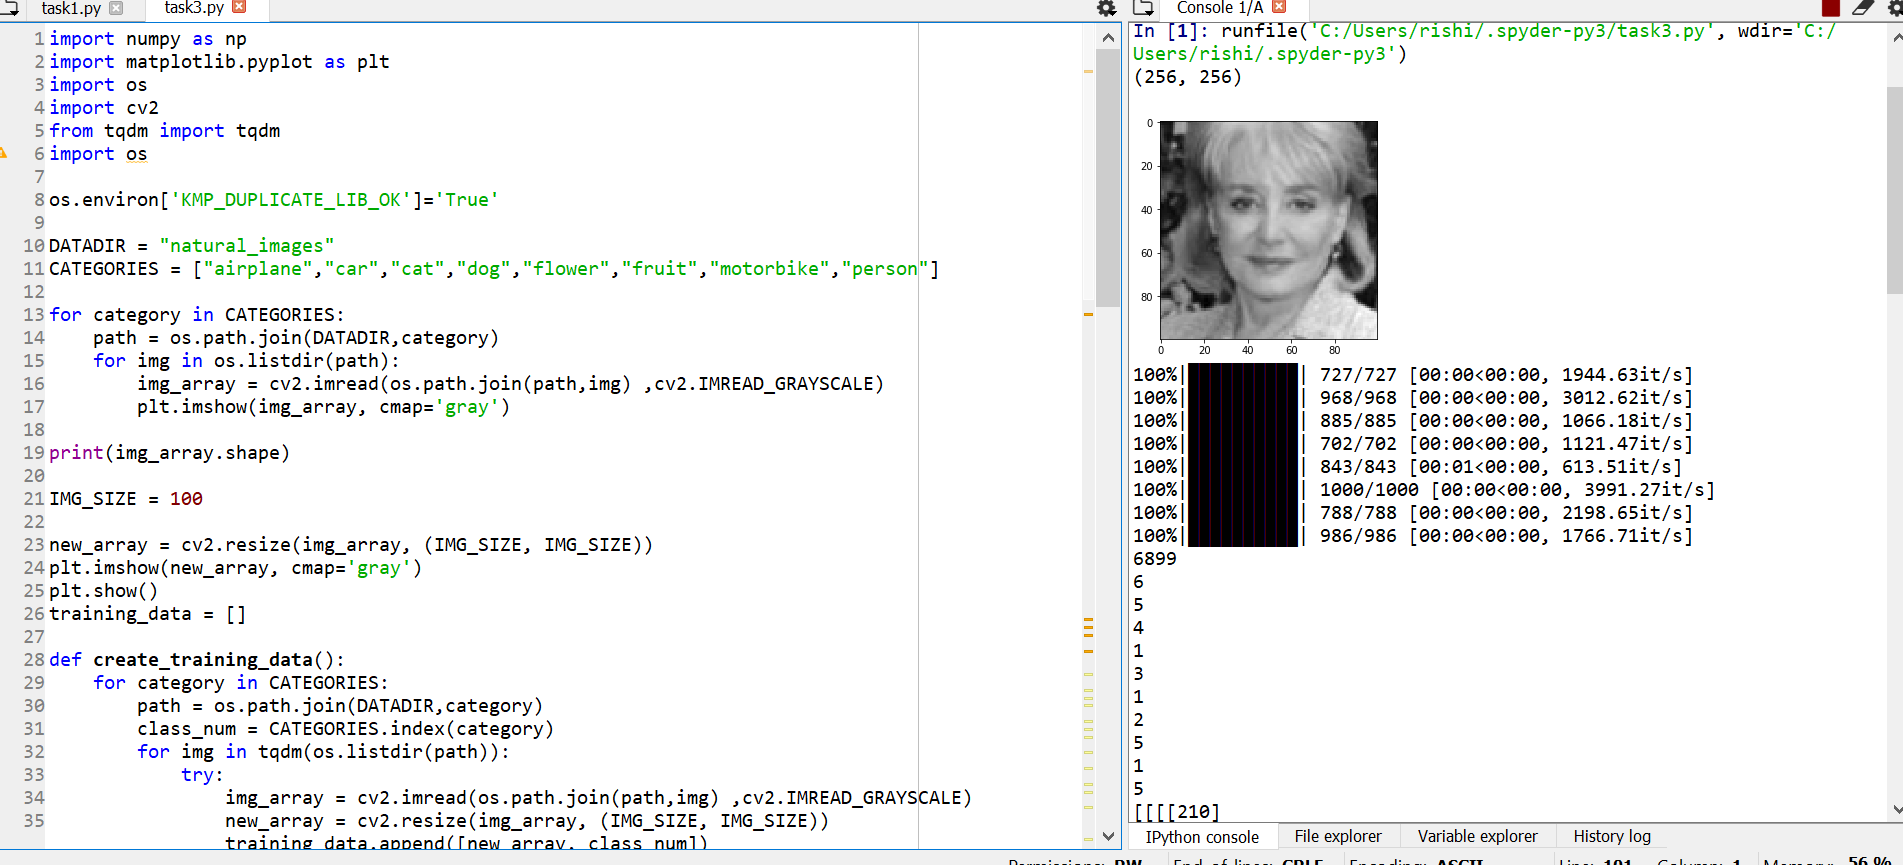 task1.py
task3.py
1 import numpy as np
2 import matplotlib.pyplot as plt
3 import os
4 import cv2
5 from tqdm import tqdm
6 import os
7
8 os.environ['KMP_DUPLICATE_LIB_OK']='True'
9
10 DATADIR = "natural_images"
11 CATEGORIES = ["airplane","car","cat","dog","flower","fruit","motorbike","person"]
12
13 for category in CATEGORIES:
14     path = os.path.join(DATADIR,category)
15     for img in os.listdir(path):
16         img_array = cv2.imread(os.path.join(path,img) ,cv2.IMREAD_GRAYSCALE)
17         plt.imshow(img_array, cmap='gray')
18
19 print(img_array.shape)
20
21 IMG_SIZE = 100
22
23 new_array = cv2.resize(img_array, (IMG_SIZE, IMG_SIZE))
24 plt.imshow(new_array, cmap='gray')
25 plt.show()
26 training_data = []
27
28 def create_training_data():
29     for category in CATEGORIES:
30         path = os.path.join(DATADIR,category)
31         class_num = CATEGORIES.index(category)
32         for img in tqdm(os.listdir(path)):
33             try:
34                 img_array = cv2.imread(os.path.join(path,img) ,cv2.IMREAD_GRAYSCALE)
35                 new_array = cv2.resize(img_array, (IMG_SIZE, IMG_SIZE))
training_data.append([new_array, class_num])
Console 1/A
In [1]: runfile('C:/Users/rishi/.spyder-py3/task3.py', wdir='C:/
Users/rishi/.spyder-py3')
(256, 256)
0
20
40
60
80
0 20 40 60 80
100%| | 727/727 [00:00<00:00, 1944.63it/s]
100%| | 968/968 [00:00<00:00, 3012.62it/s]
100%| | 885/885 [00:00<00:00, 1066.18it/s]
100%| | 702/702 [00:00<00:00, 1121.47it/s]
100%| | 843/843 [00:01<00:00, 613.51it/s]
100%| | 1000/1000 [00:00<00:00, 3991.27it/s]
100%| | 788/788 [00:00<00:00, 2198.65it/s]
100%| | 986/986 [00:00<00:00, 1766.71it/s]
6899
6
5
4
1
3
1
2
5
1
5
[[[[210]
IPython console File explorer Variable explorer History log
Permissions: RW End-of-lines: CRLF Encoding: ASCII Line: 101 Column: 1 Memory: 56 %